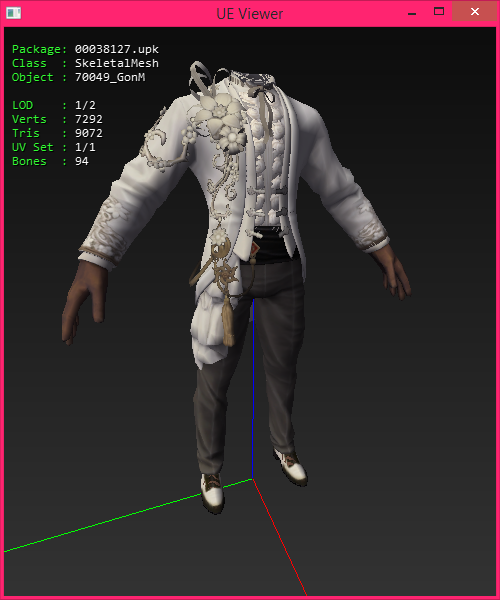 UE Viewer
Package: 00038127.upk
Class  : SkeletalMesh
Object : 70049_GonM
LOD    : 1/2
Verts  : 7292
Tris   : 9072
UV Set : 1/1
Bones  : 94